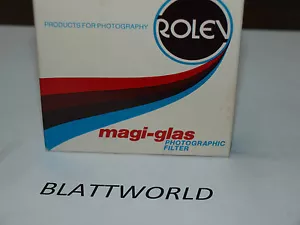 PRODUCTS FOR PHOTOGRAPHY
ROLEV
magi-glas
PHOTOGRAPHIC
FILTER
BLATTWORLD